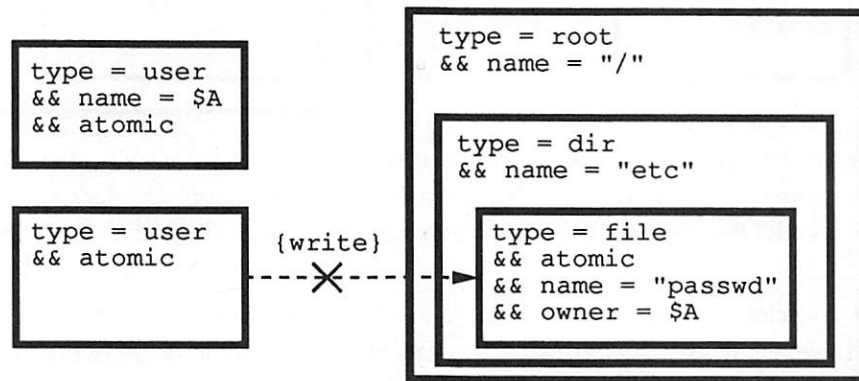 type = user
&& name = $A
&& atomic
type = user
&& atomic
{write}
type = root
&& name = "/"
type = dir
&& name = "etc"
type = file
&& atomic
&& name = "passwd"
&& owner = $A